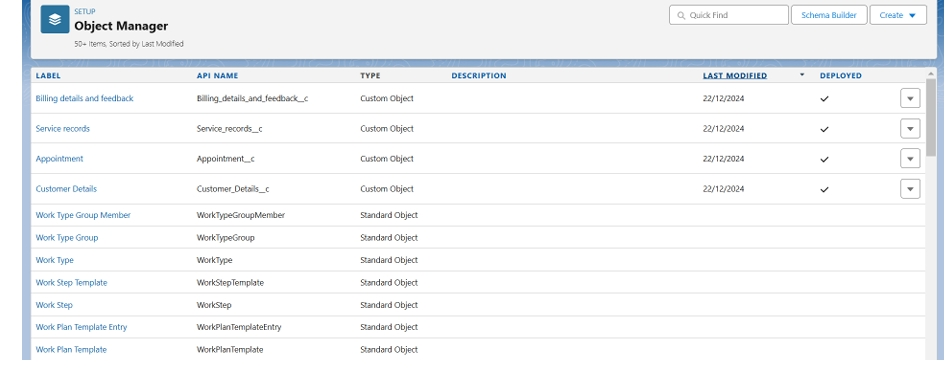 SETUP
Object Manager
50+ Items, Sorted by Last Modified
Quick Find
Schema Builder
Create
LABEL API NAME TYPE DESCRIPTION LAST MODIFIED DEPLOYED
Billing details and feedback Billing_details_and_feedback__c Custom Object 22/12/2024
Service records Service_records__c Custom Object 22/12/2024
Appointment Appointment__c Custom Object 22/12/2024
Customer Details Customer_Details__c Custom Object 22/12/2024
Work Type Group Member WorkTypeGroupMember Standard Object
Work Type Group WorkTypeGroup Standard Object
Work Type WorkType Standard Object
Work Step Template WorkStepTemplate Standard Object
Work Step WorkStep Standard Object
Work Plan Template Entry WorkPlanTemplateEntry Standard Object
Work Plan Template WorkPlanTemplate Standard Object